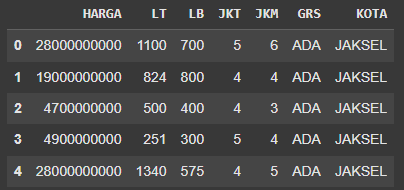 HARGA LT LB JKT JKM GRS KOTA
0 28000000000 1100 700 5 6 ADA JAKSEL
1 19000000000 824 800 4 4 ADA JAKSEL
2 4700000000 500 400 4 3 ADA JAKSEL
3 4900000000 251 300 5 4 ADA JAKSEL
4 28000000000 1340 575 4 5 ADA JAKSEL